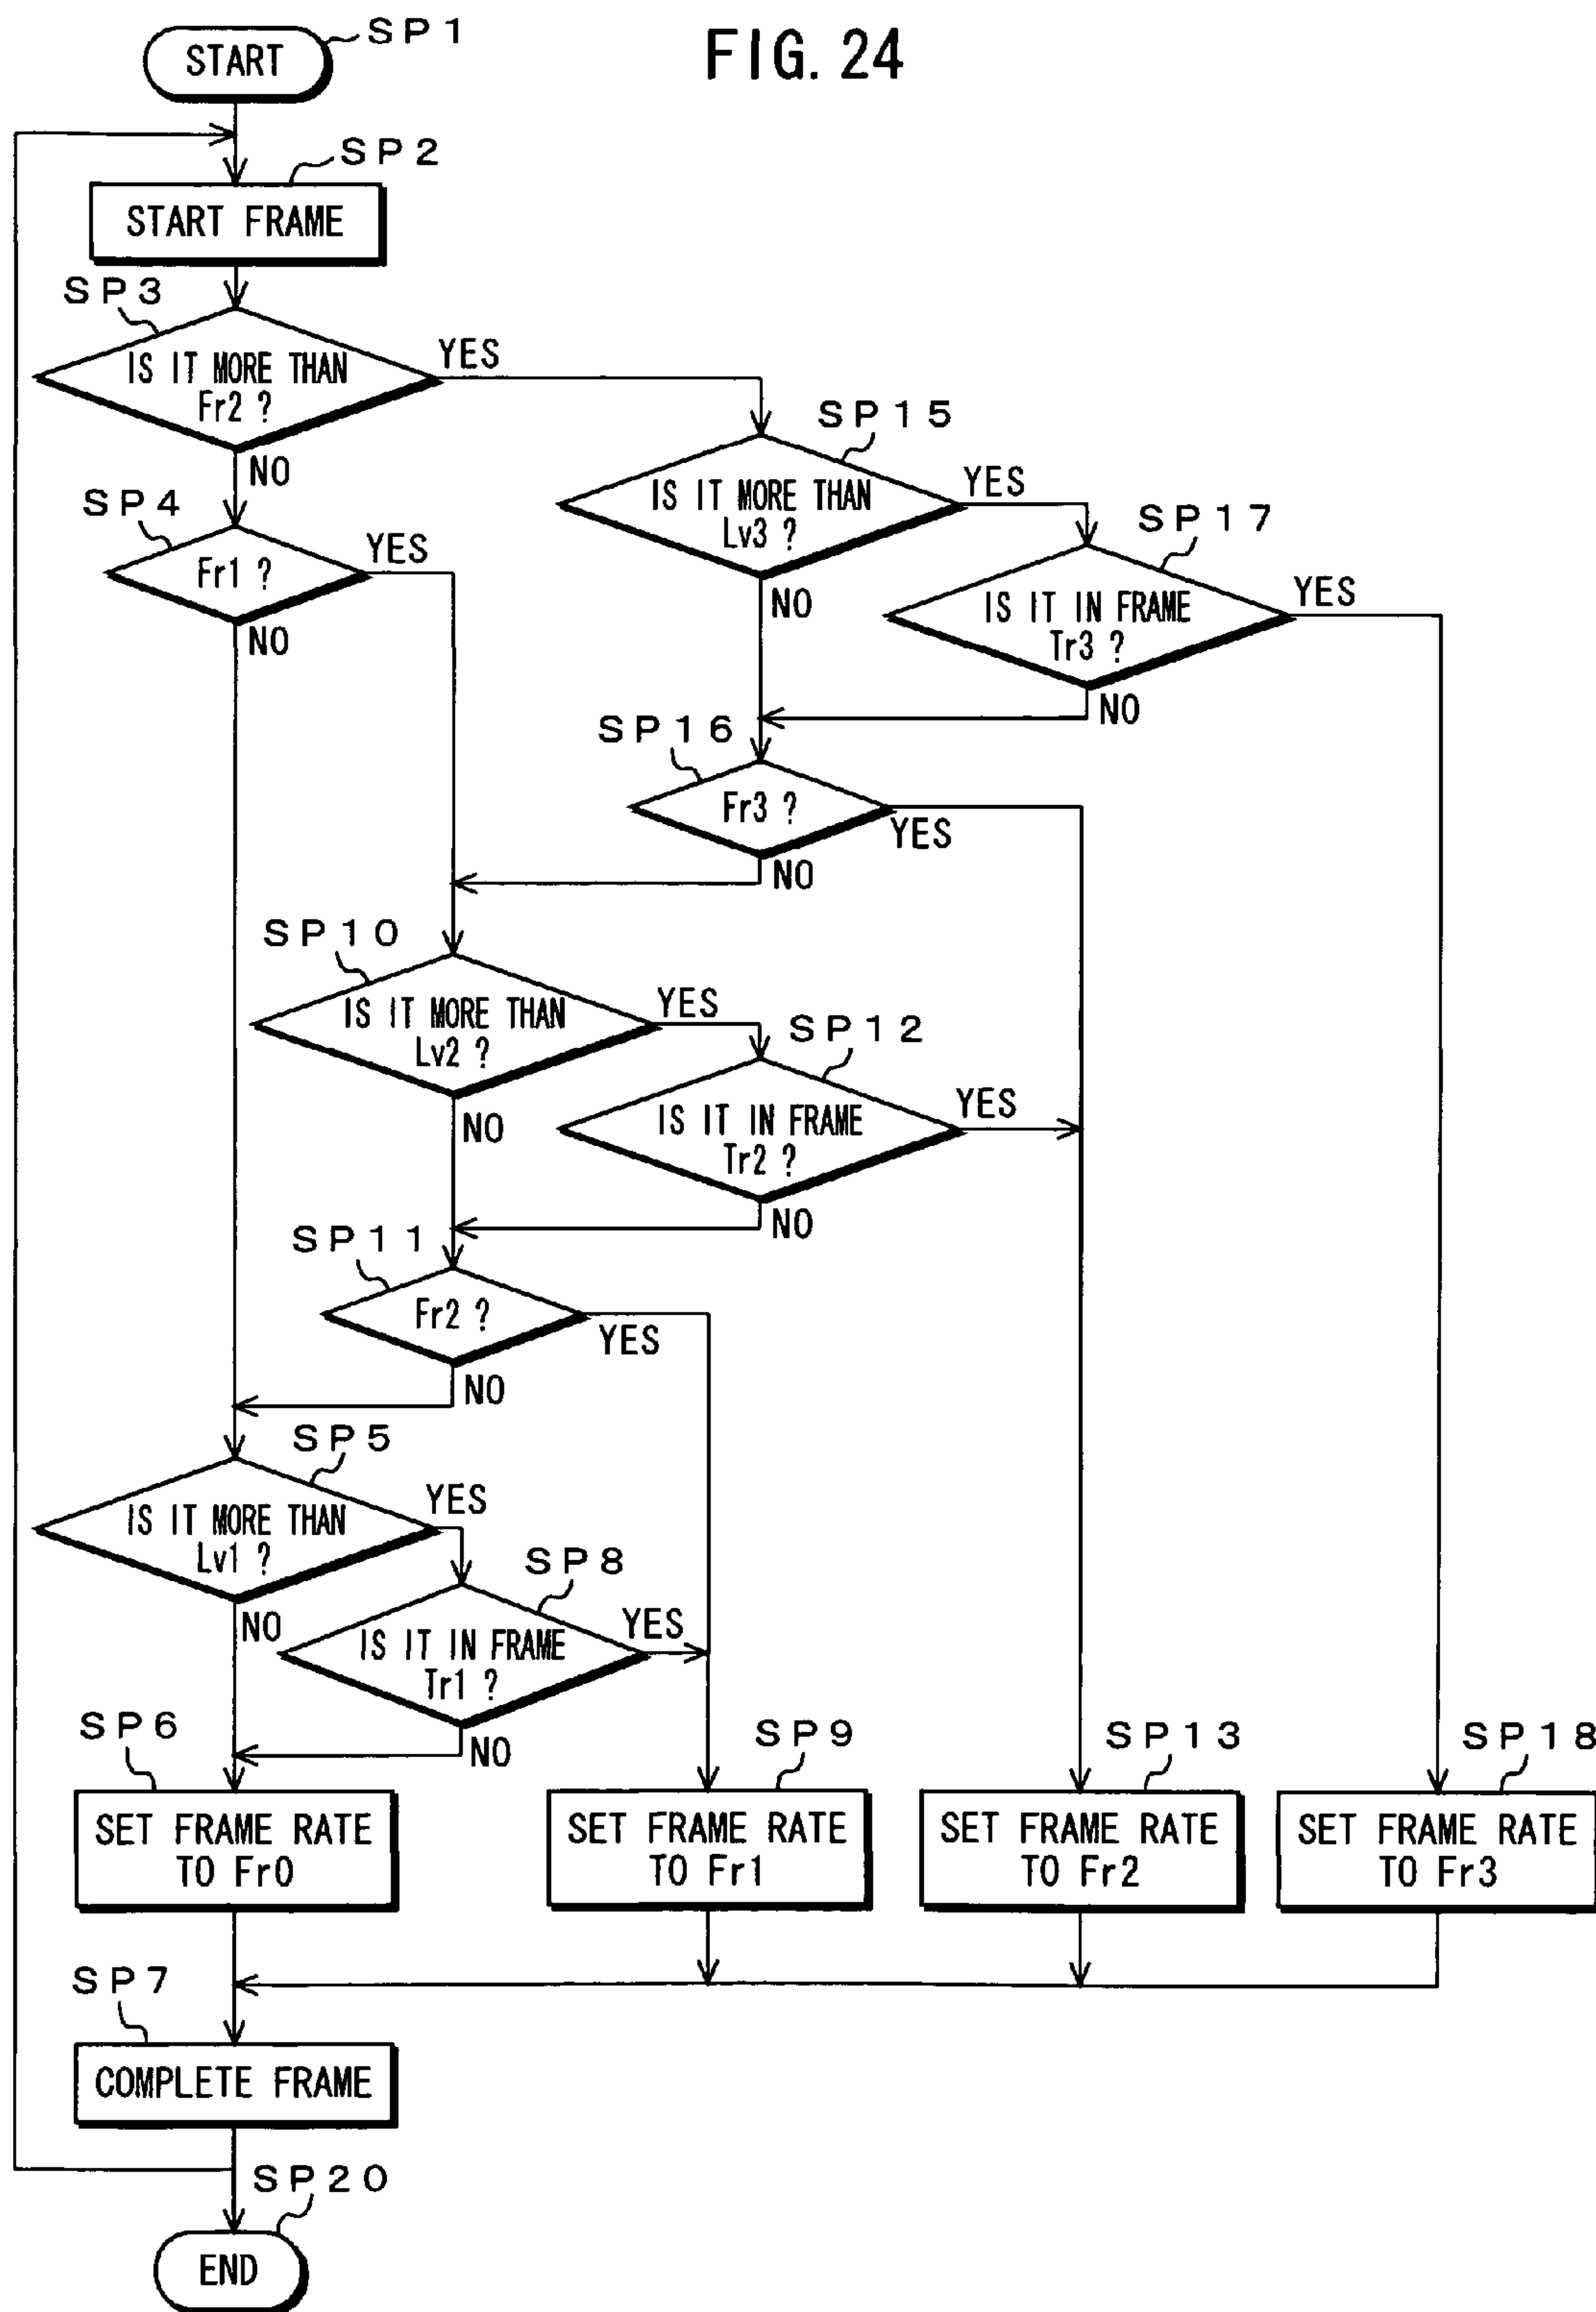 FIG. 24
SP1
START
SP2
START FRAME
SP3
IS IT MORE THAN
Fr2 ?
YES
NO
SP15
IS IT MORE THAN
Lv3 ?
YES
NO
SP4
Fr1 ?
YES
NO
SP17
IS IT IN FRAME
Tr3 ?
YES
NO
SP16
Fr3 ?
YES
NO
SP10
IS IT MORE THAN
Lv2 ?
YES
NO
SP12
IS IT IN FRAME
Tr2 ?
YES
NO
SP11
Fr2 ?
YES
NO
SP5
IS IT MORE THAN
Lv1 ?
YES
NO
SP8
IS IT IN FRAME
Tr1 ?
YES
NO
SP6
SET FRAME RATE
TO Fr0
SP9
SET FRAME RATE
TO Fr1
SP13
SET FRAME RATE
TO Fr2
SP18
SET FRAME RATE
TO Fr3
SP7
COMPLETE FRAME
SP20
END